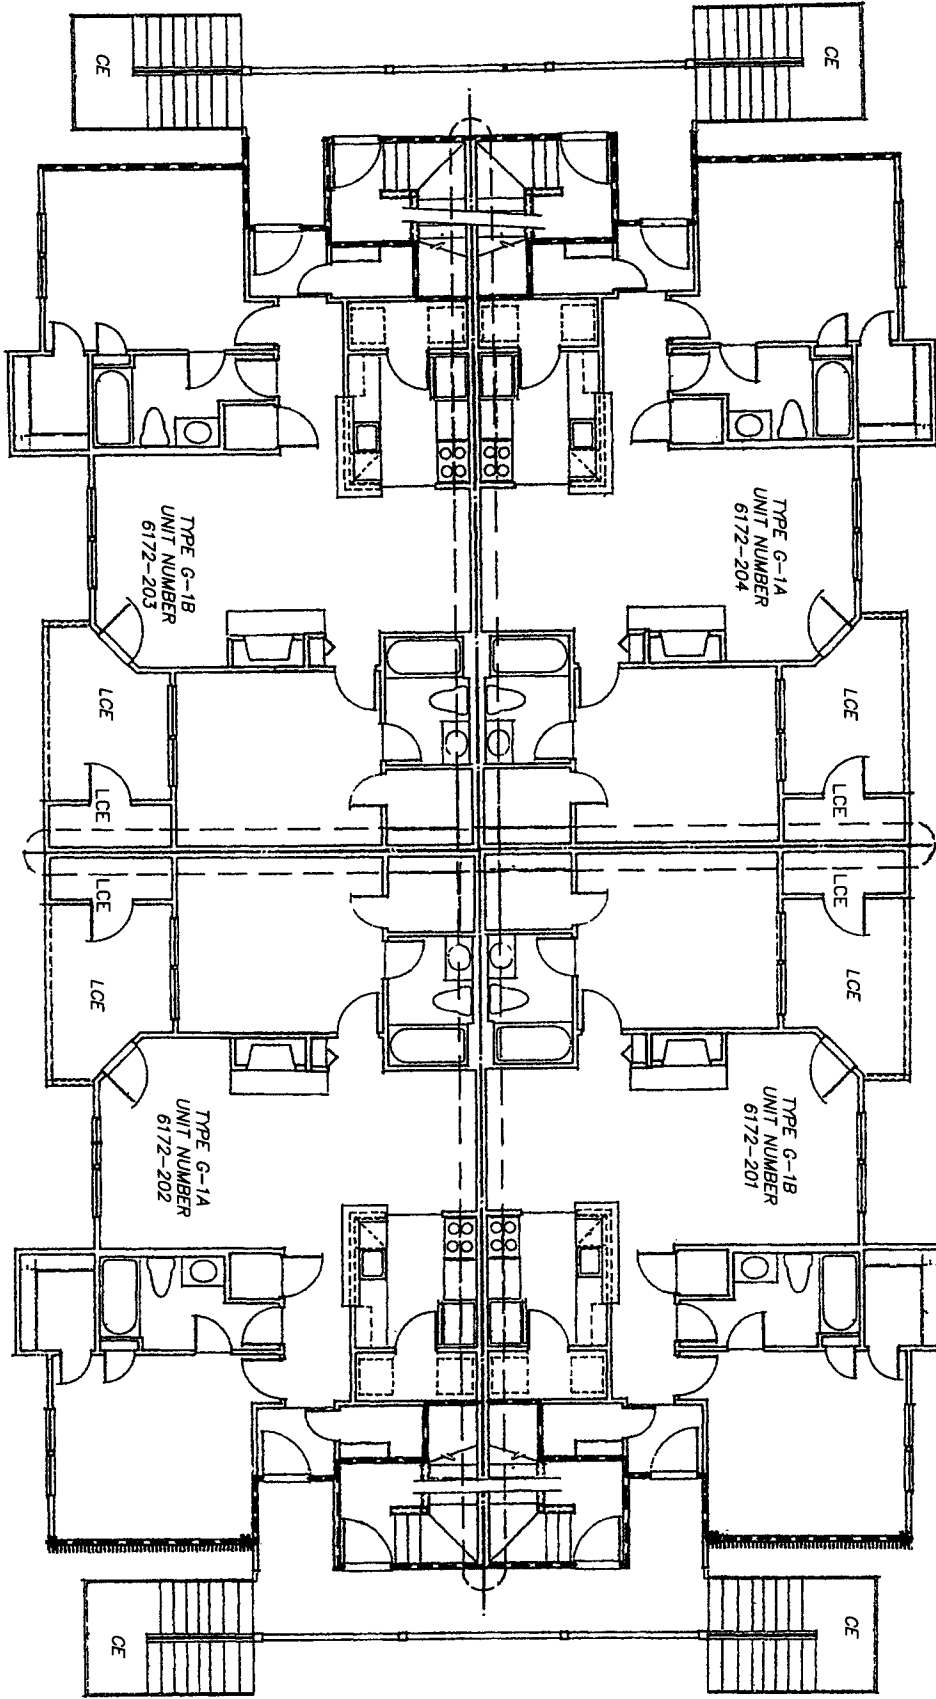 CE
CE
TYPE G-1B
UNIT NUMBER
6172-203
TYPE G-1A
UNIT NUMBER
6172-204
LCE
LCE
LCE
LCE
LCE
LCE
LCE
LCE
TYPE G-1A
UNIT NUMBER
6172-202
TYPE G-1B
UNIT NUMBER
6172-201
CE
CE